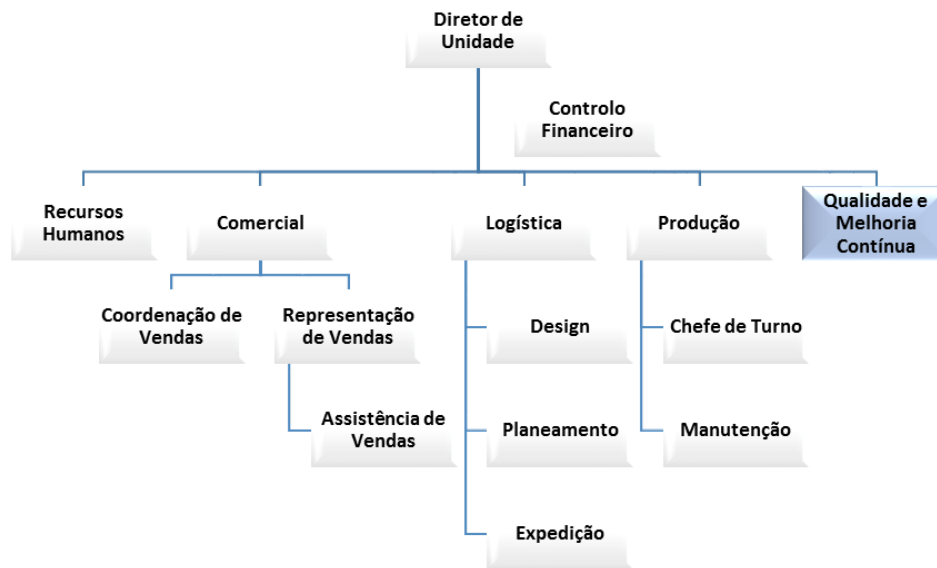 Diretor de
Unidade
Controlo
Financeiro
Recursos
Humanos
Comercial
Logística
Produção
Qualidade e
Melhoria
Contínua
Coordenação de
Vendas
Representação
de Vendas
Design
Chefe de Turno
Assistência de
Vendas
Planeamento
Manutenção
Expedição